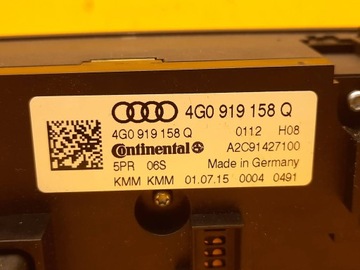 4G0 919 158 Q
4G0 919 158 Q 0112 H08
Continental A2C91427100
5PR 06S Made in Germany
KMM KMM 01.07.15 0004 0491